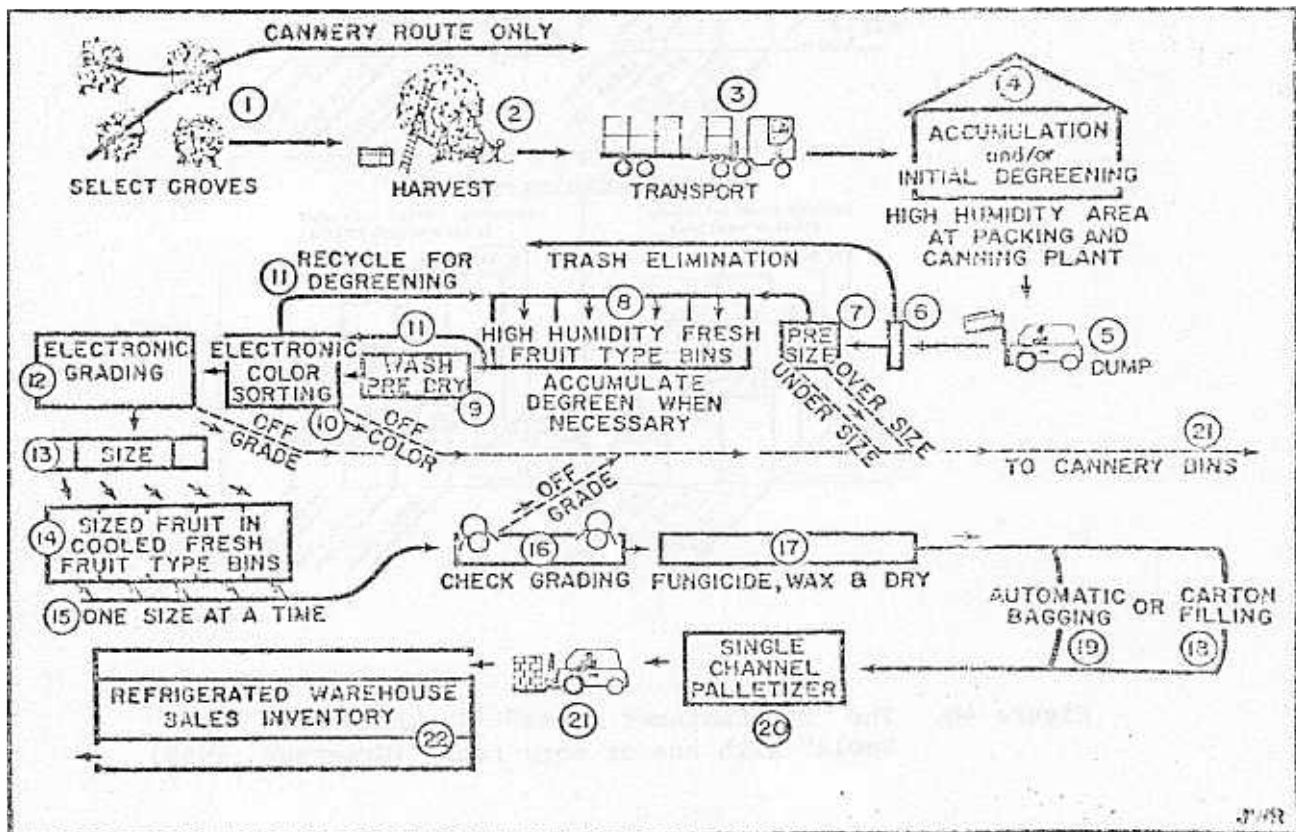 CANNERY ROUTE ONLY
1
SELECT GROVES
2
HARVEST
3
TRANSPORT
4
ACCUMULATION
and/or
INITIAL DEGREENING
HIGH HUMIDITY AREA
AT PACKING AND
CANNING PLANT
5
DUMP
6
TRASH ELIMINATION
7
PRE
SIZE
OVER SIZE
UNDER SIZE
8
HIGH HUMIDITY FRESH
FRUIT TYPE BINS
ACCUMULATE
DEGREEN WHEN
NECESSARY
11
RECYCLE FOR
DEGREENING
11
WASH
PRE DRY
9
ELECTRONIC
COLOR
SORTING
10
OFF
COLOR
ELECTRONIC
GRADING
12
OFF
GRADE
21
TO CANNERY BINS
13
SIZE
14
SIZED FRUIT IN
COOLED FRESH
FRUIT TYPE BINS
15
ONE SIZE AT A TIME
OFF
GRADE
16
CHECK GRADING
17
FUNGICIDE, WAX & DRY
AUTOMATIC
BAGGING
19
OR
CARTON
FILLING
18
SINGLE
CHANNEL
PALLETIZER
20
21
REFRIGERATED WAREHOUSE
SALES INVENTORY
22